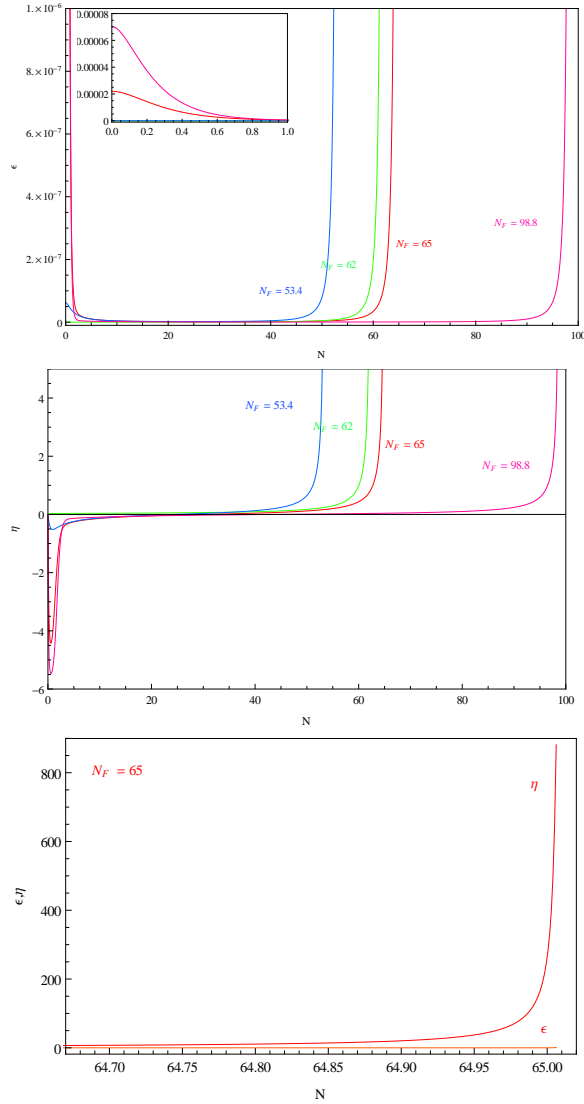 1.×10⁻⁶
8.×10⁻⁷
6.×10⁻⁷
4.×10⁻⁷
2.×10⁻⁷
0
ϵ
0.00008
0.00006
0.00004
0.00002
0
0.0 0.2 0.4 0.6 0.8 1.0
N_F = 98.8
N_F = 65
N_F = 62
N_F = 53.4
0 20 40 60 80 100
N
4
2
0
−2
−4
−6
η
N_F = 53.4
N_F = 62
N_F = 65
N_F = 98.8
0 20 40 60 80 100
N
N_F = 65
η
ϵ
800
600
400
200
0
ϵ,η
64.70 64.75 64.80 64.85 64.90 64.95 65.00
N